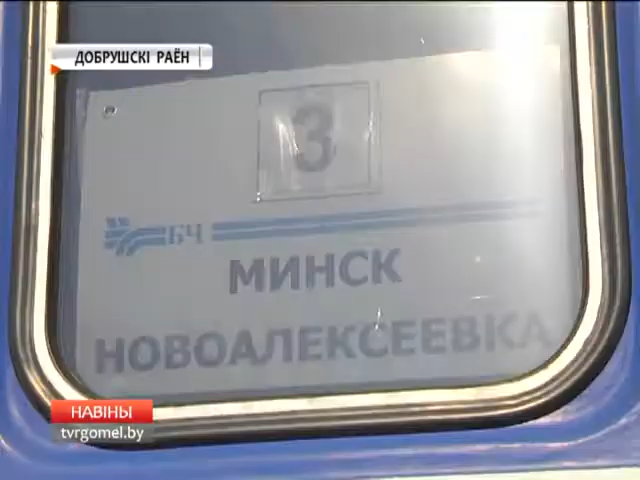 ДОБРУШСКІ РАЁН
3
БЧ
МИНСК
НОВОАЛЕКСЕЕВКА
НАВІНЫ
tvrgomel.by